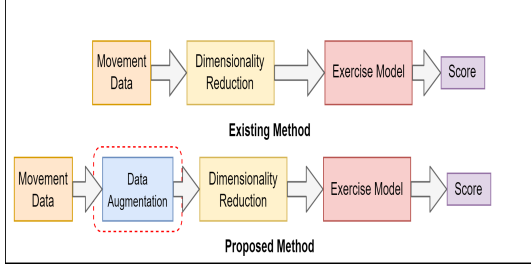 Movement
Data
Dimensionality
Reduction
Exercise Model
Score
Existing Method
Movement
Data
Data
Augmentation
Dimensionality
Reduction
Exercise Model
Score
Proposed Method